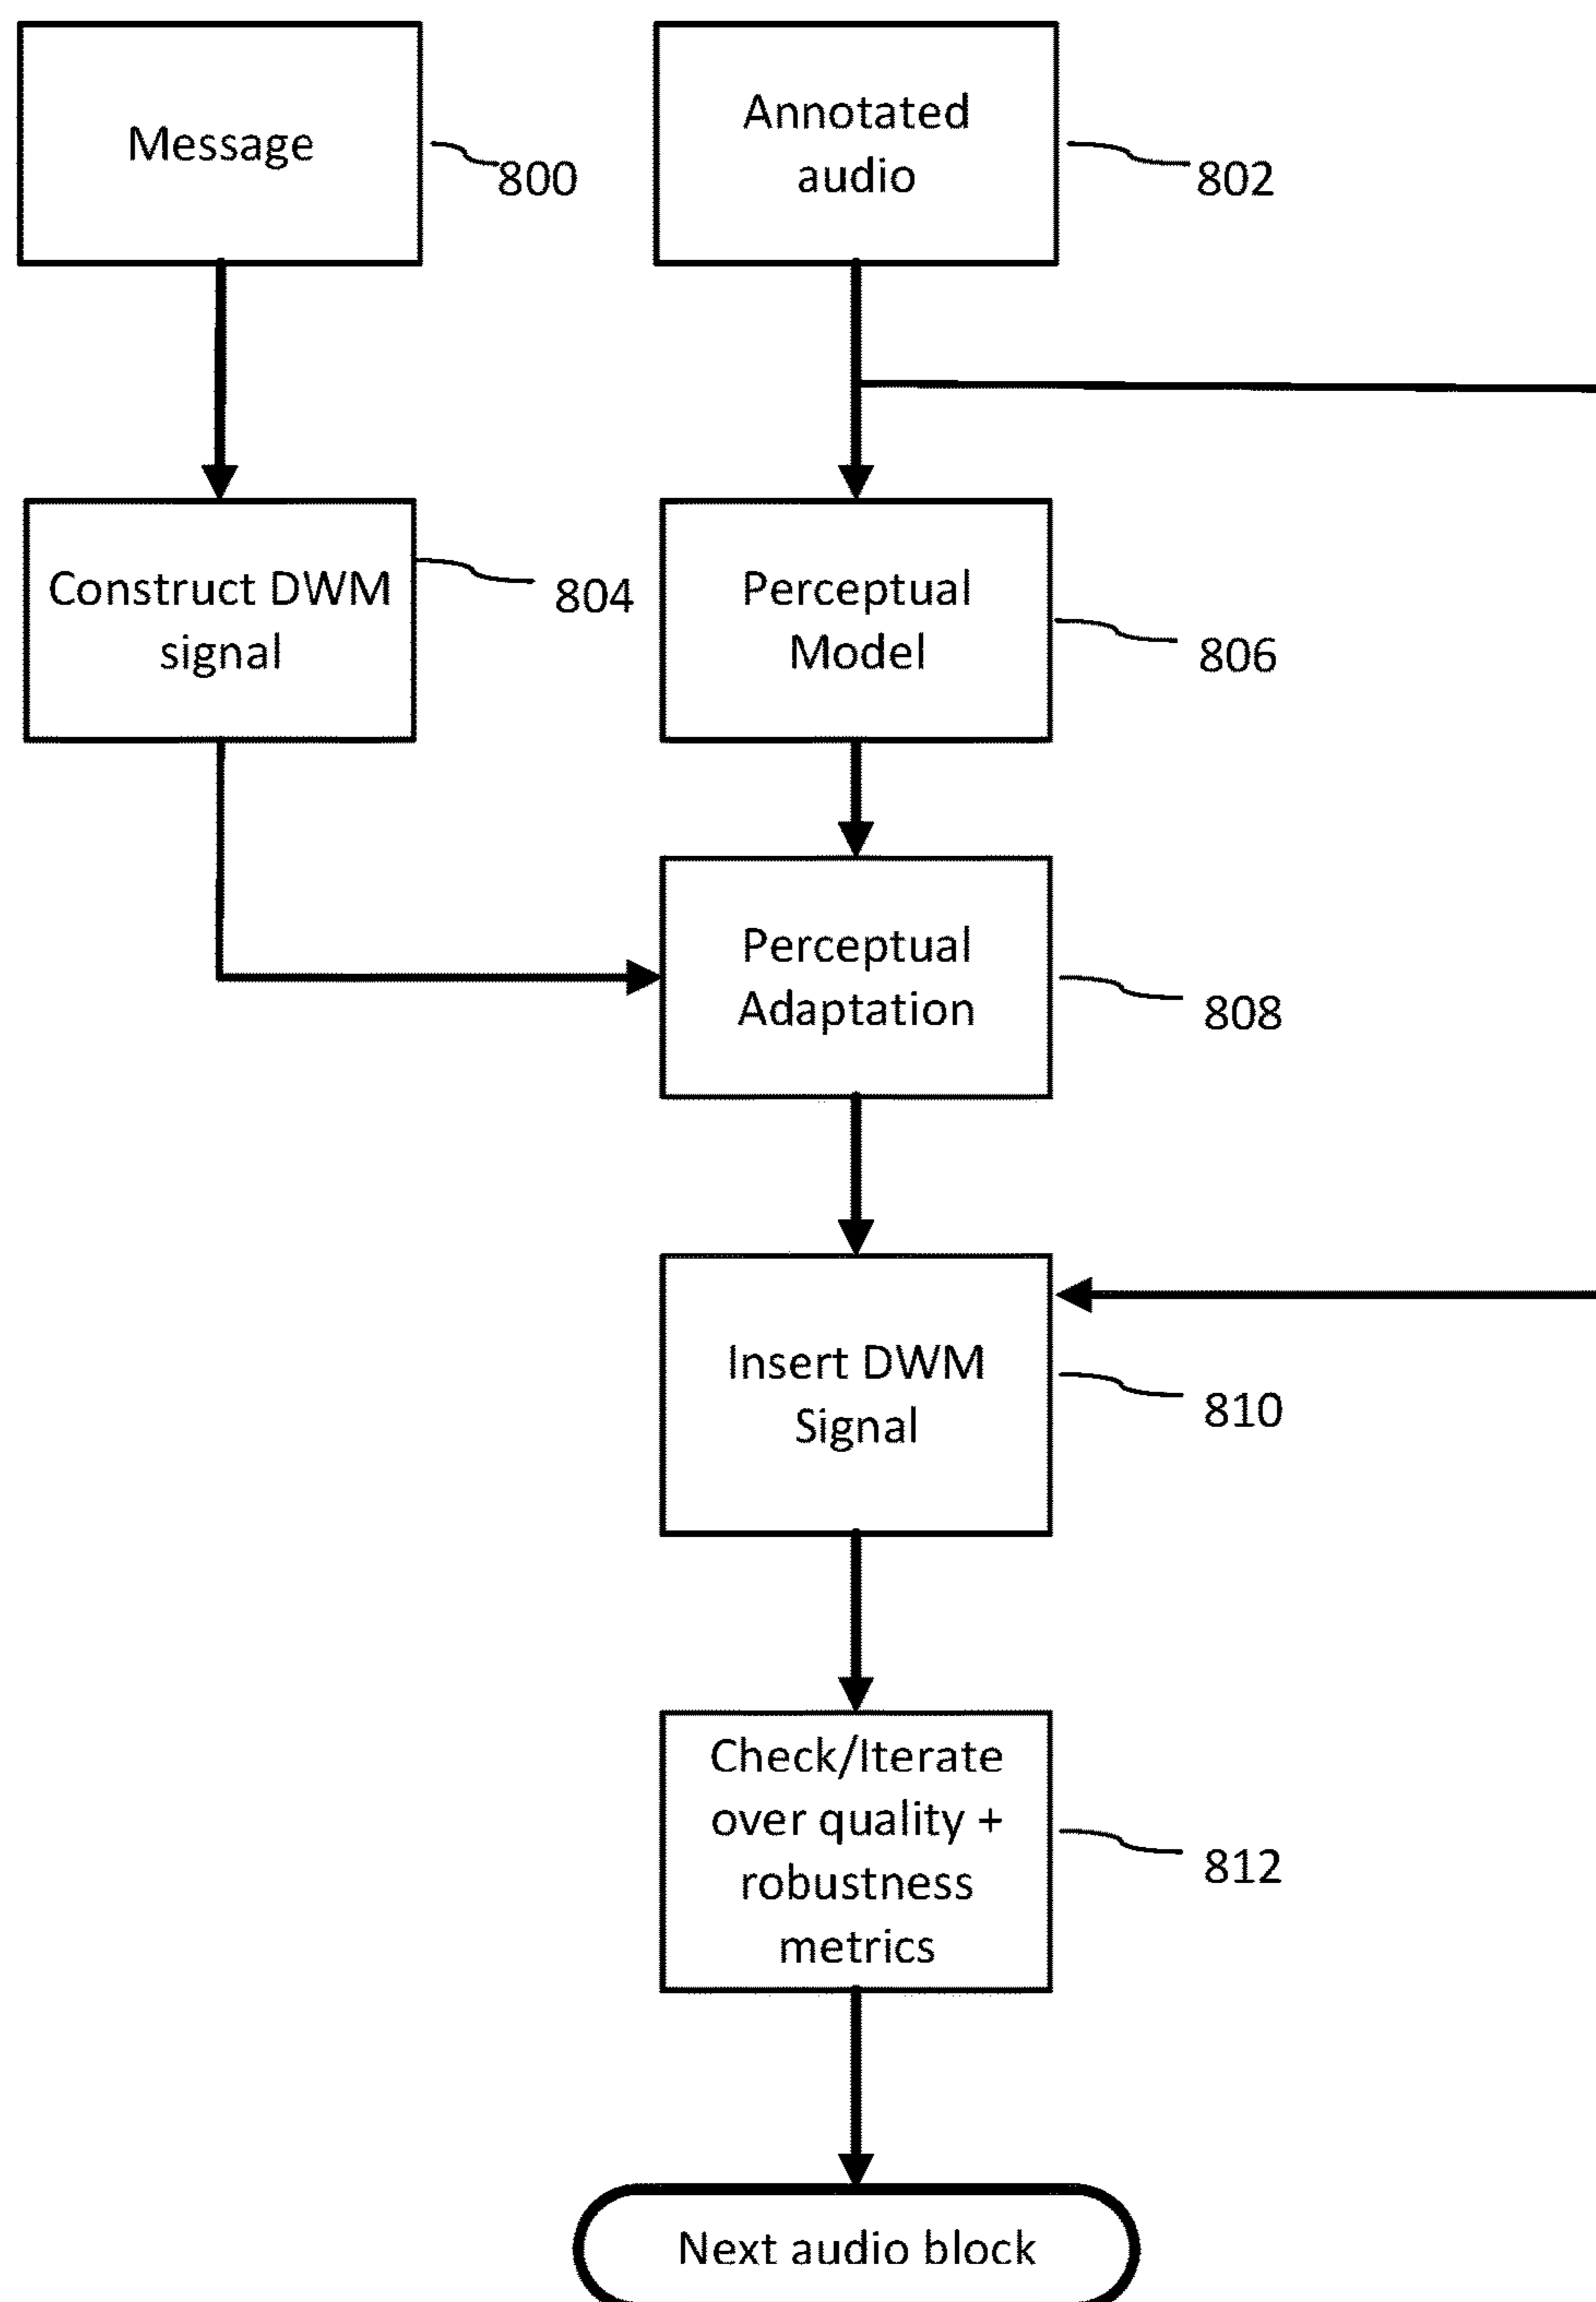 Message
800
Annotated
audio
802
Construct DWM
signal
804
Perceptual
Model
806
Perceptual
Adaptation
808
Insert DWM
Signal
810
Check/Iterate
over quality +
robustness
metrics
812
Next audio block